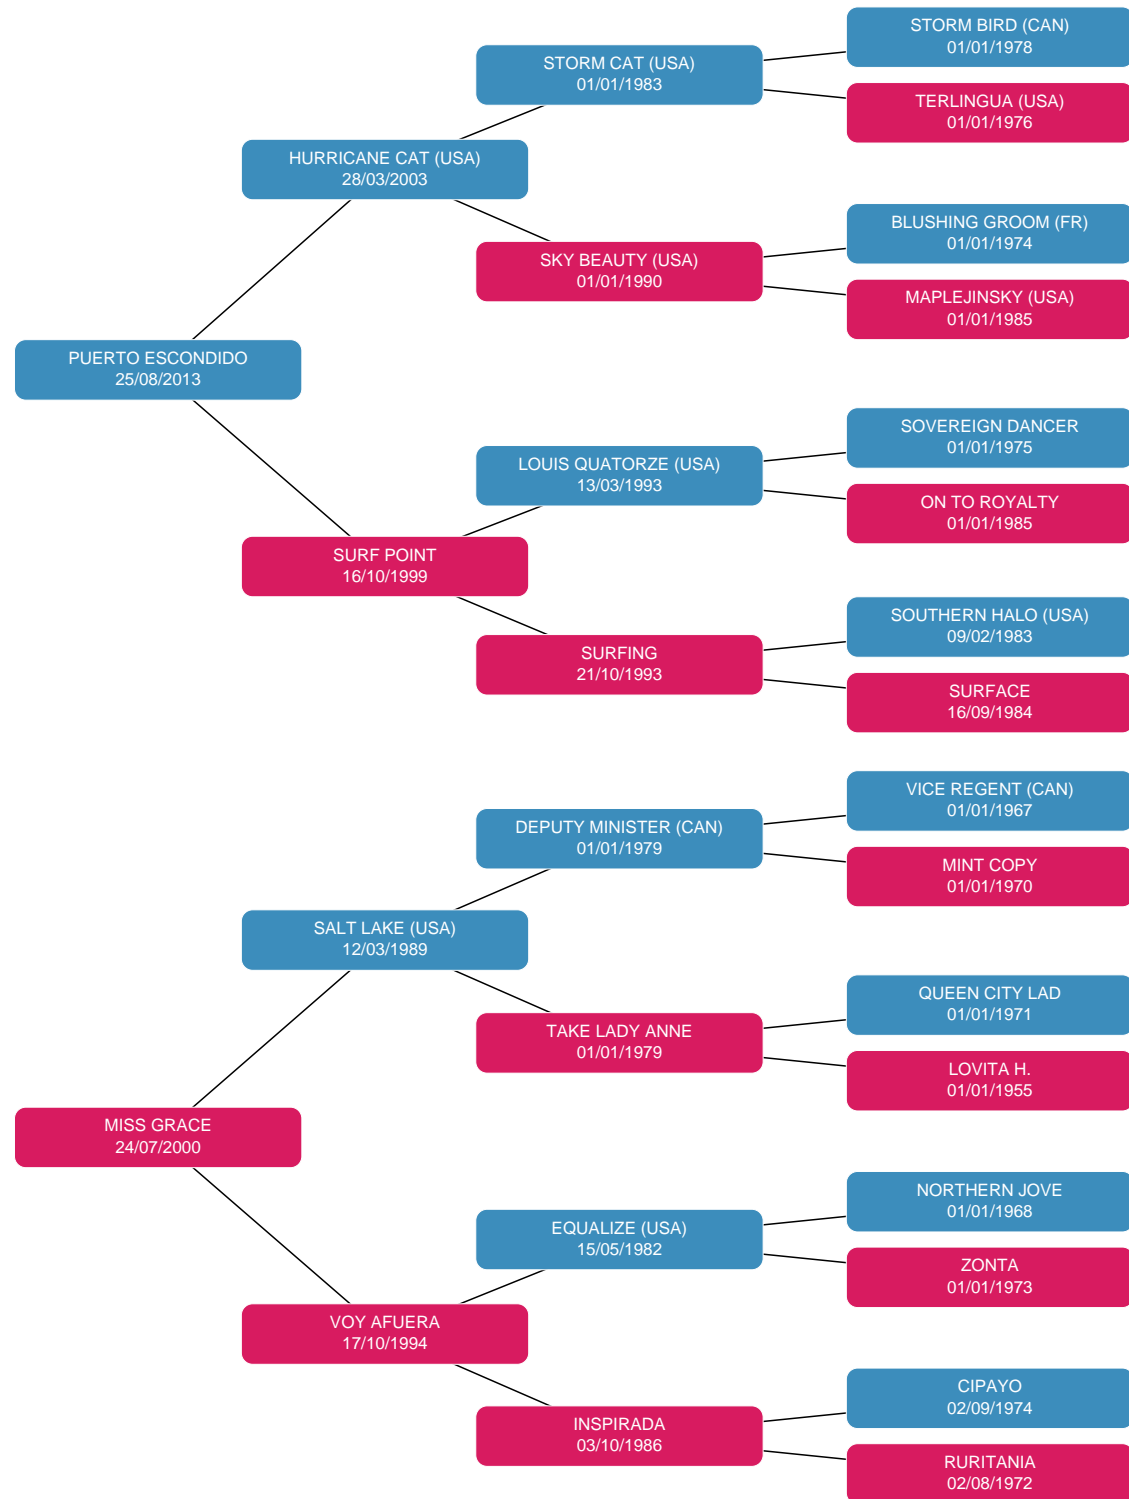 STORM BIRD (CAN)
01/01/1978
STORM CAT (USA)
01/01/1983
TERLINGUA (USA)
01/01/1976
HURRICANE CAT (USA)
28/03/2003
BLUSHING GROOM (FR)
01/01/1974
SKY BEAUTY (USA)
01/01/1990
MAPLEJINSKY (USA)
01/01/1985
PUERTO ESCONDIDO
25/08/2013
SOVEREIGN DANCER
01/01/1975
LOUIS QUATORZE (USA)
13/03/1993
ON TO ROYALTY
01/01/1985
SURF POINT
16/10/1999
SOUTHERN HALO (USA)
09/02/1983
SURFING
21/10/1993
SURFACE
16/09/1984
VICE REGENT (CAN)
01/01/1967
DEPUTY MINISTER (CAN)
01/01/1979
MINT COPY
01/01/1970
SALT LAKE (USA)
12/03/1989
QUEEN CITY LAD
01/01/1971
TAKE LADY ANNE
01/01/1979
LOVITA H.
01/01/1955
MISS GRACE
24/07/2000
NORTHERN JOVE
01/01/1968
EQUALIZE (USA)
15/05/1982
ZONTA
01/01/1973
VOY AFUERA
17/10/1994
CIPAYO
02/09/1974
INSPIRADA
03/10/1986
RURITANIA
02/08/1972